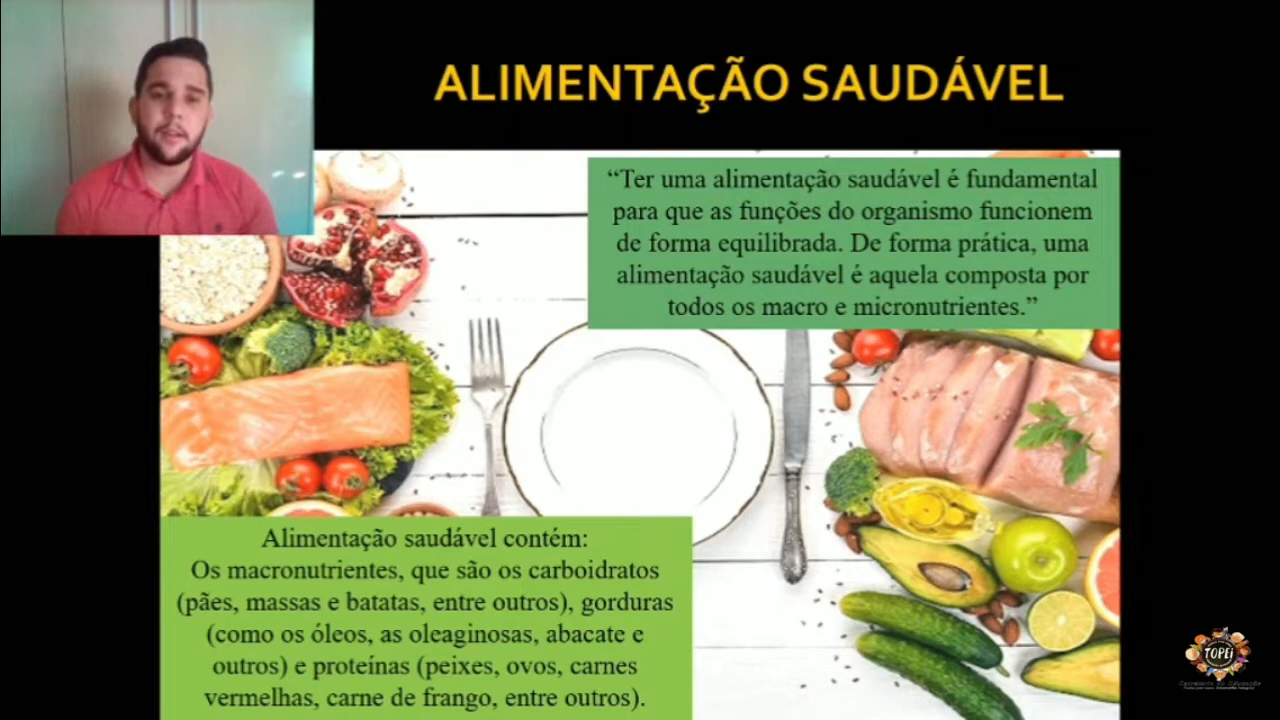 ALIMENTAÇÃO SAUDÁVEL
“Ter uma alimentação saudável é fundamental
para que as funções do organismo funcionem
de forma equilibrada. De forma prática, uma
alimentação saudável é aquela composta por
todos os macro e micronutrientes.”
Alimentação saudável contém:
Os macronutrientes, que são os carboidratos
(pães, massas e batatas, entre outros), gorduras
(como os óleos, as oleaginosas, abacate e
outros) e proteínas (peixes, ovos, carnes
vermelhas, carne de frango, entre outros).
TOPEi
Secretaria de Educação